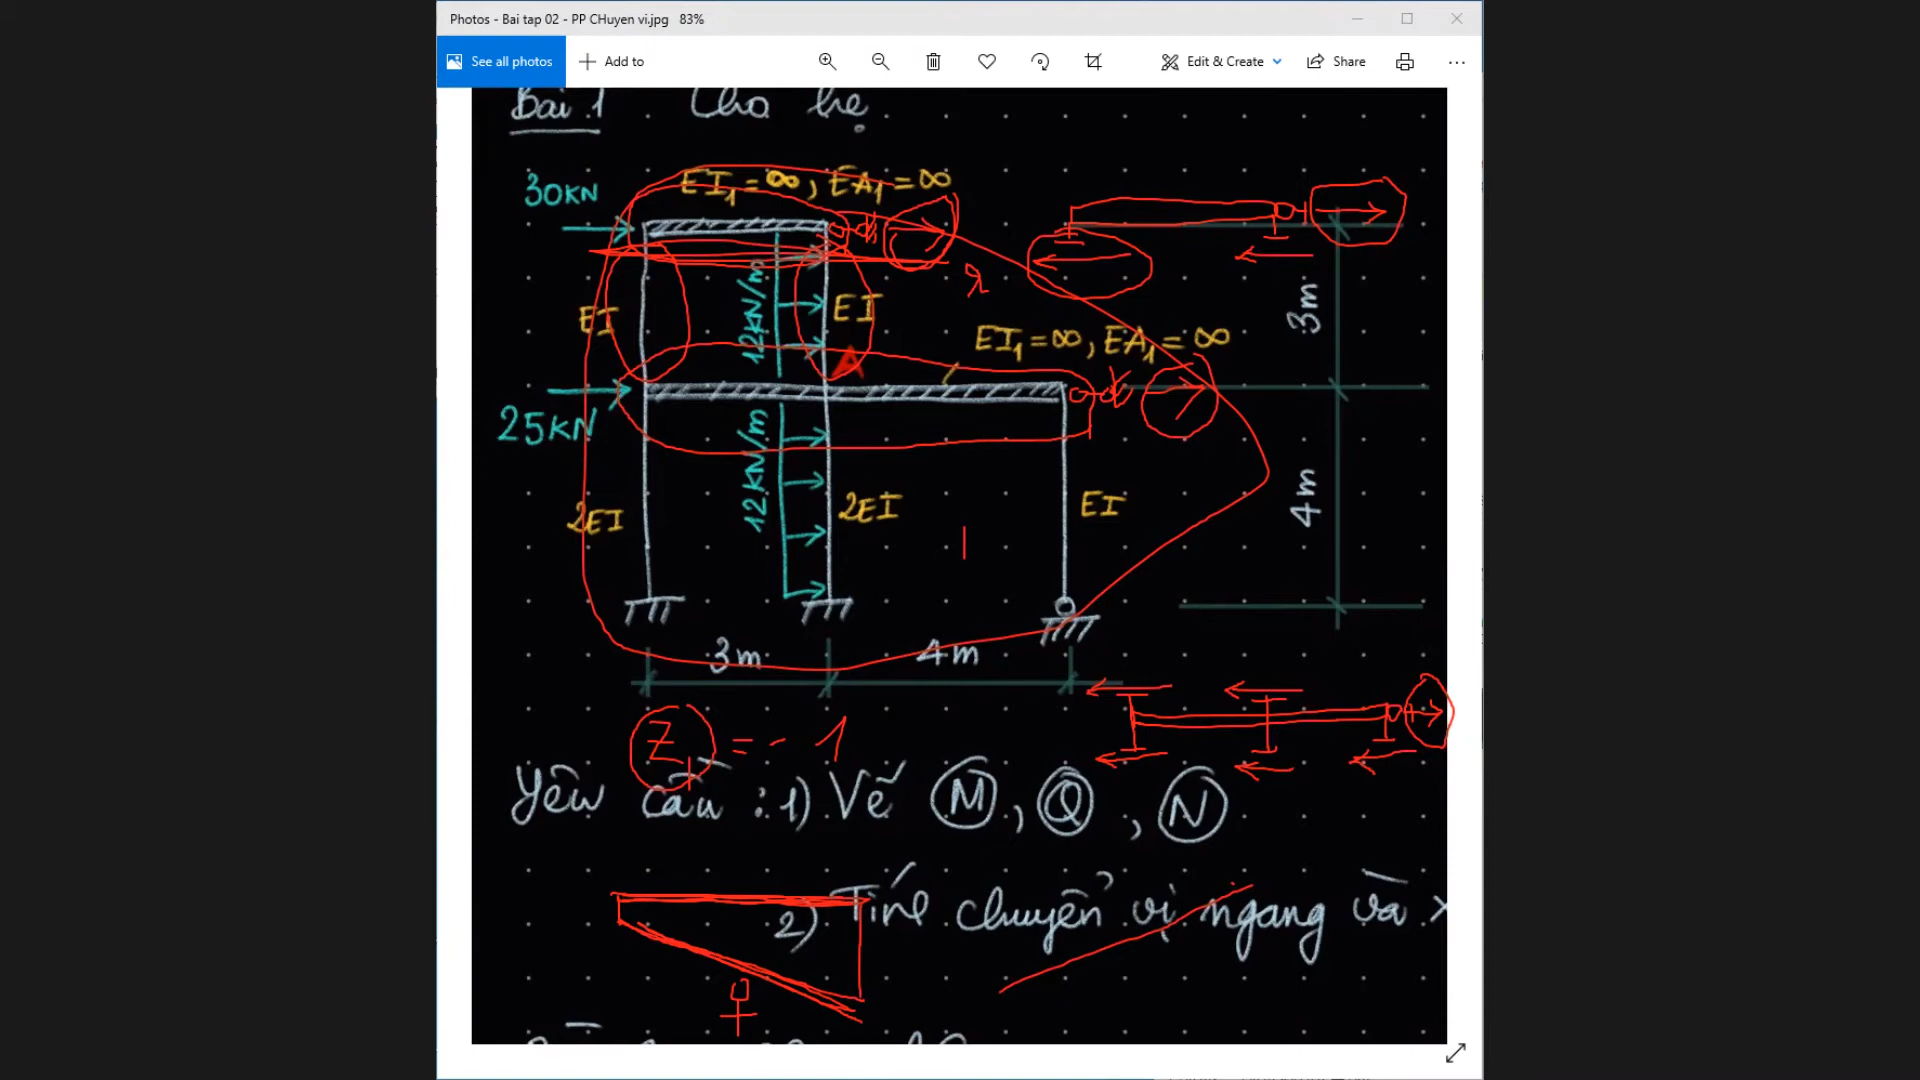 Photos - Bai tap 02 - PP CHuyen vi.jpg 83%
See all photos
Add to
Edit & Create
Share
Bài 1 Cho hệ
EI₁ = ∞, EA₁ = ∞
30KN
EI
12KN/m
EI
3m
EI₁ = ∞, EA₁ = ∞
A
25KN
2EI
12KN/m
2EI
EI
4m
3m
4m
Z₁ = - 1
Yêu cầu : 1) Vẽ M, Q, N
2) Tính chuyển vị ngang và